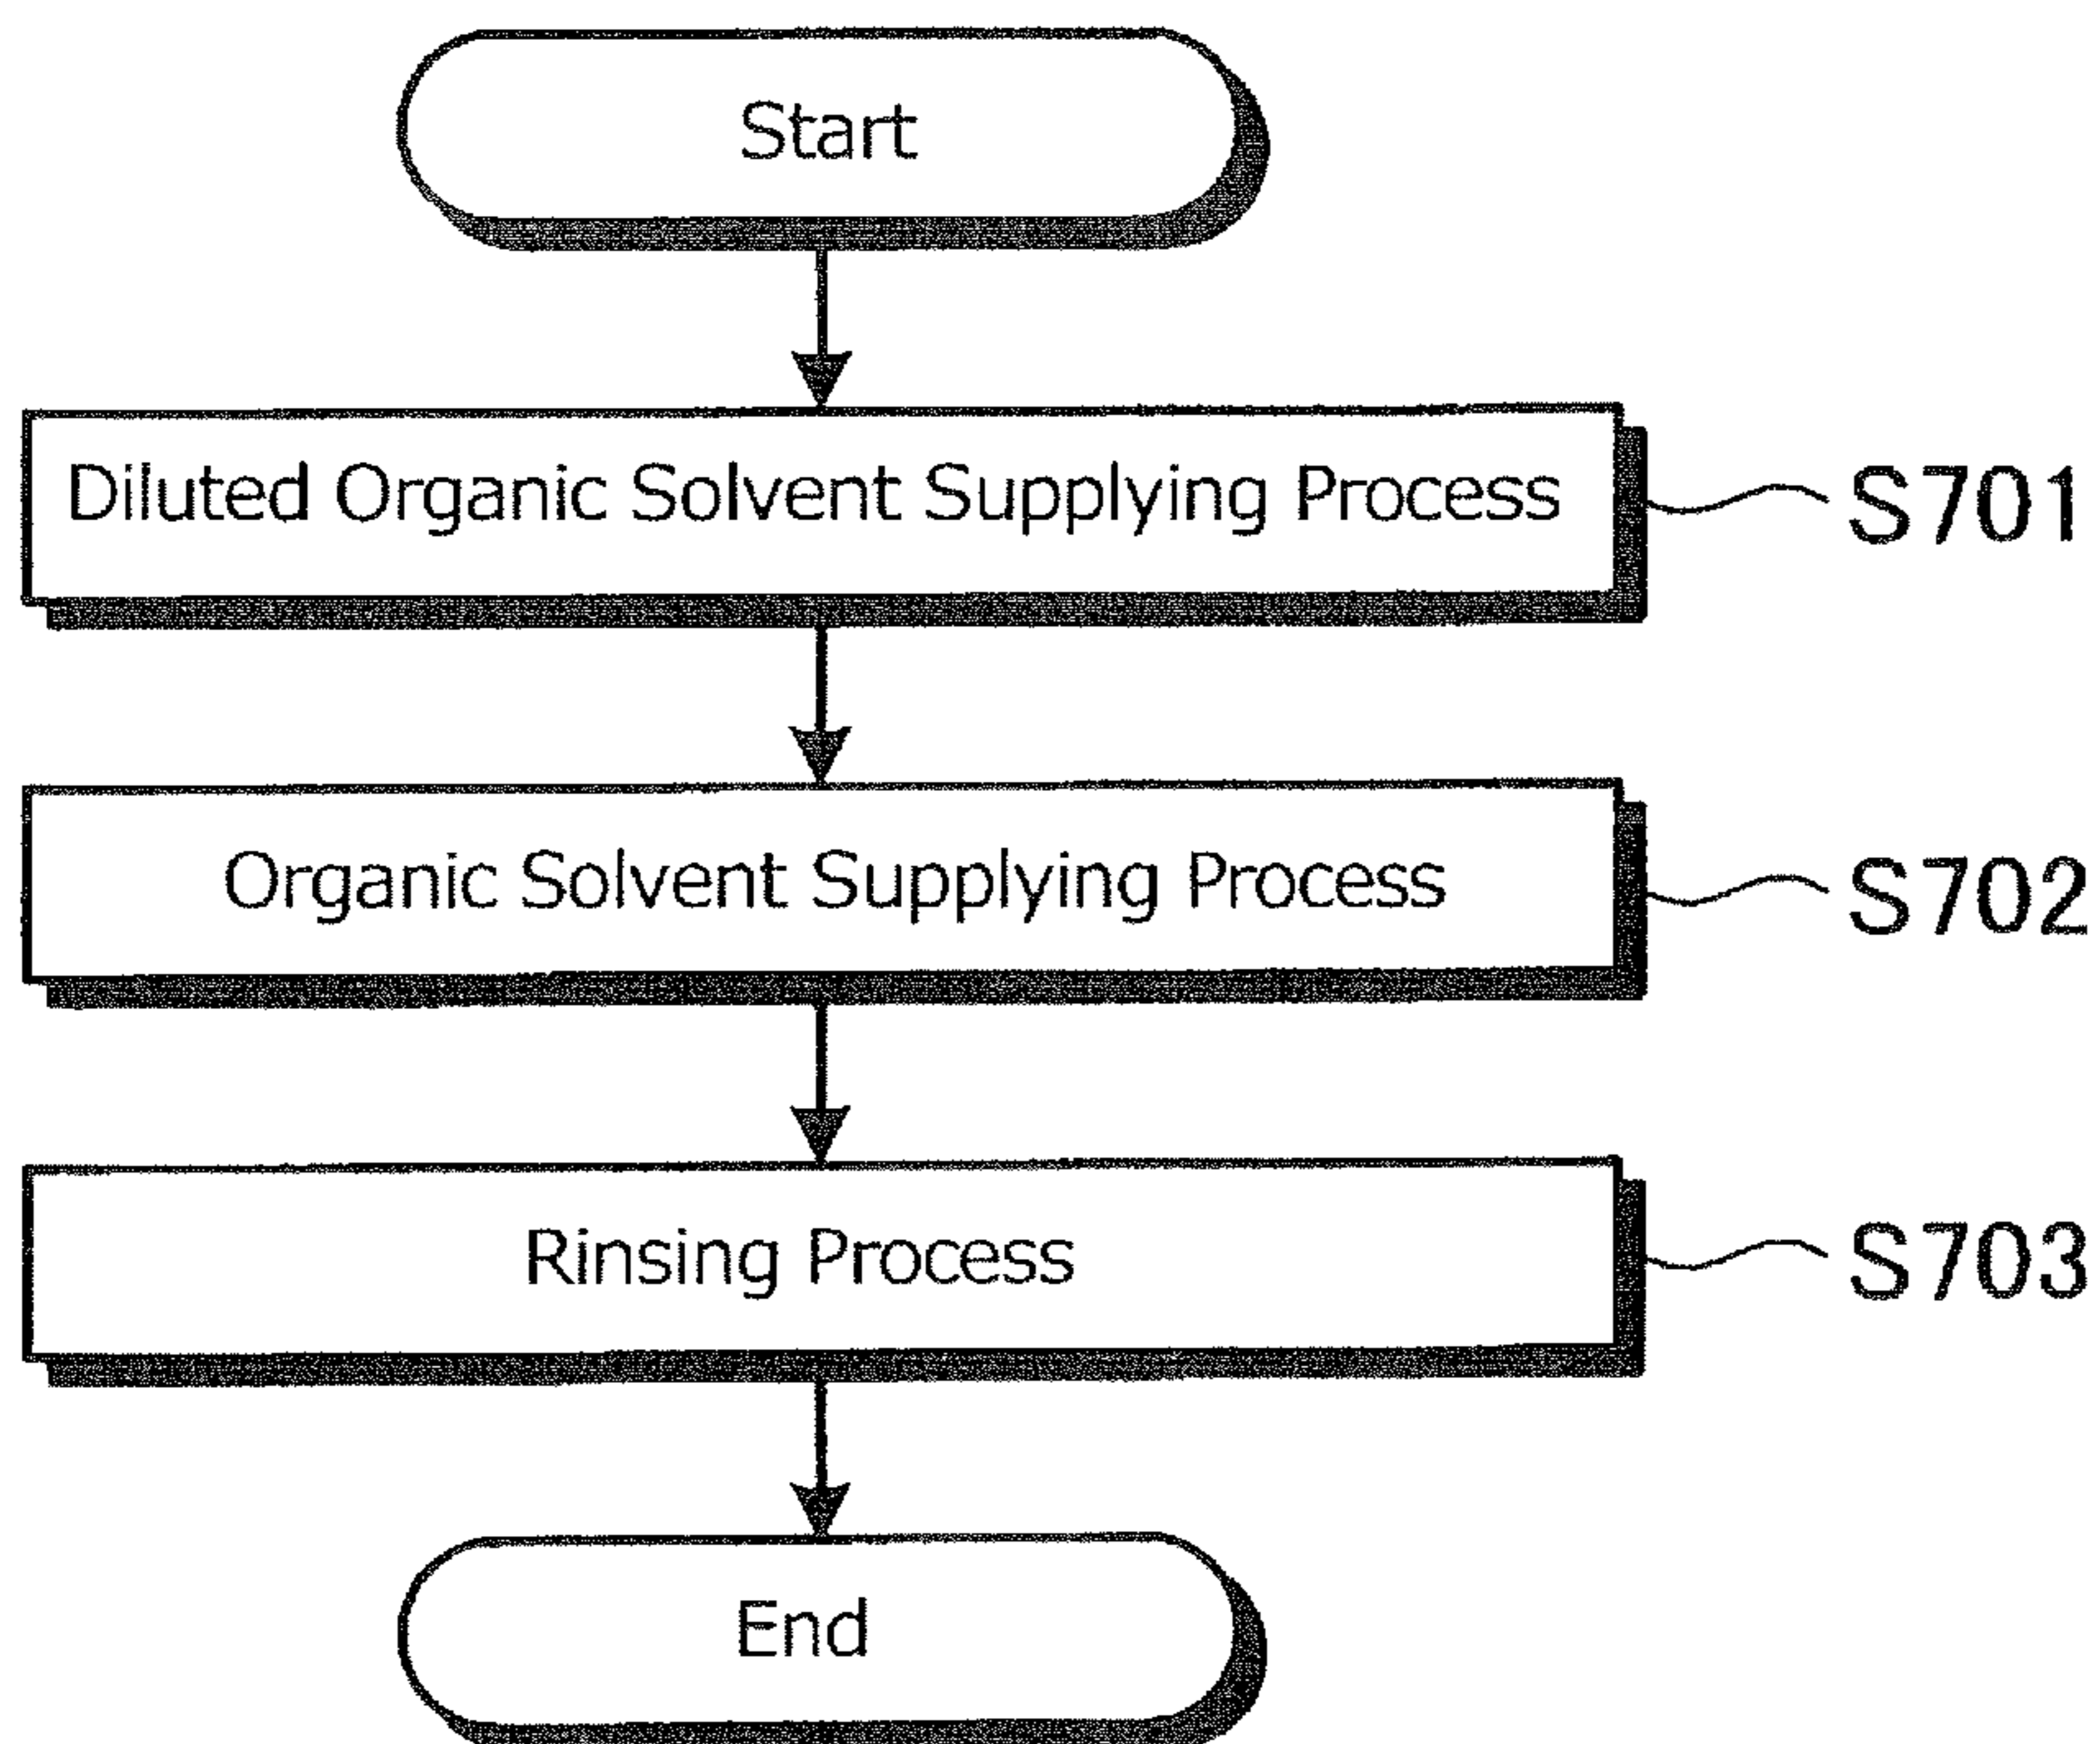 Start
Diluted Organic Solvent Supplying Process
S701
Organic Solvent Supplying Process
S702
Rinsing Process
S703
End